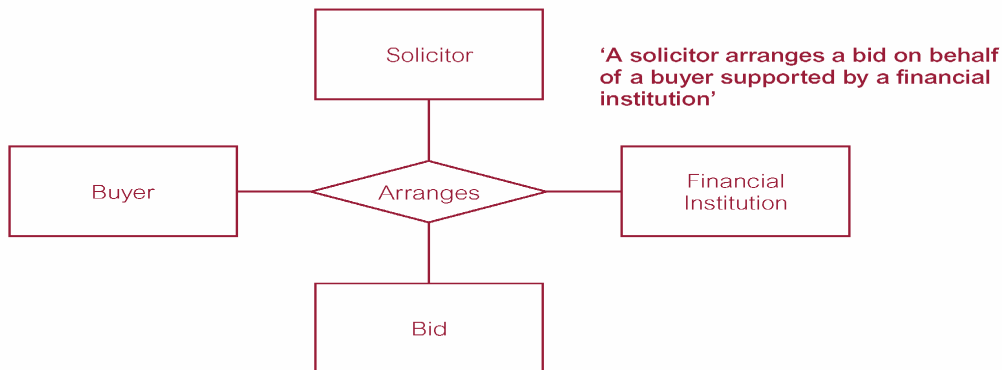 Solicitor
‘A solicitor arranges a bid on behalf
of a buyer supported by a financial
institution’
Buyer
Arranges
Financial
Institution
Bid